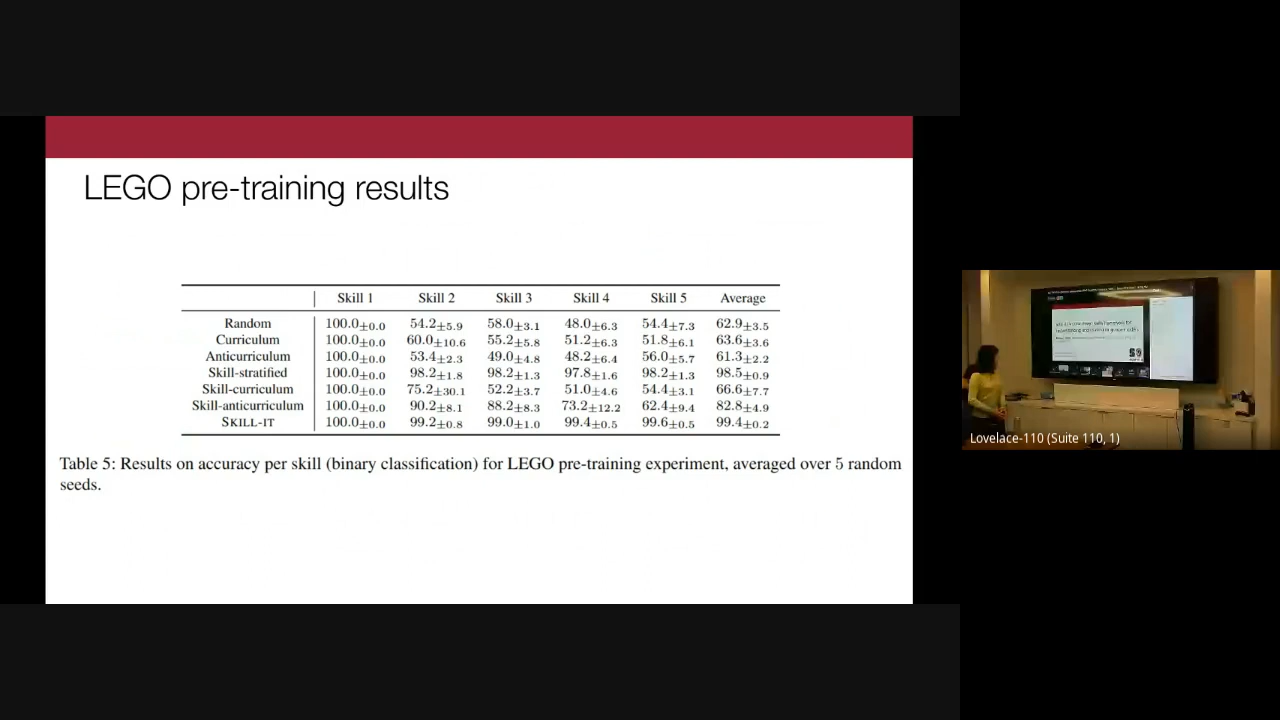 LEGO pre-training results
Skill 1 Skill 2 Skill 3 Skill 4 Skill 5 Average
Random 100.0±0.0 54.2±5.9 58.0±3.1 48.0±6.3 54.4±7.3 62.9±3.5
Curriculum 100.0±0.0 60.0±10.6 55.2±5.8 51.2±6.3 51.8±6.1 63.6±3.6
Anticurriculum 100.0±0.0 53.4±2.3 49.0±4.8 48.2±6.4 56.0±5.7 61.3±2.2
Skill-stratified 100.0±0.0 98.2±1.8 98.2±1.3 97.8±1.6 98.2±1.3 98.5±0.9
Skill-curriculum 100.0±0.0 75.2±30.1 52.2±3.7 51.0±4.6 54.4±3.1 66.6±7.7
Skill-anticurriculum 100.0±0.0 90.2±8.1 88.2±8.3 73.2±12.2 62.4±9.4 82.8±4.9
SKILL-IT 100.0±0.0 99.2±0.8 99.0±1.0 99.4±0.5 99.6±0.5 99.4±0.2
Table 5: Results on accuracy per skill (binary classification) for LEGO pre-training experiment, averaged over 5 random
seeds.
Lovelace-110 (Suite 110, 1)